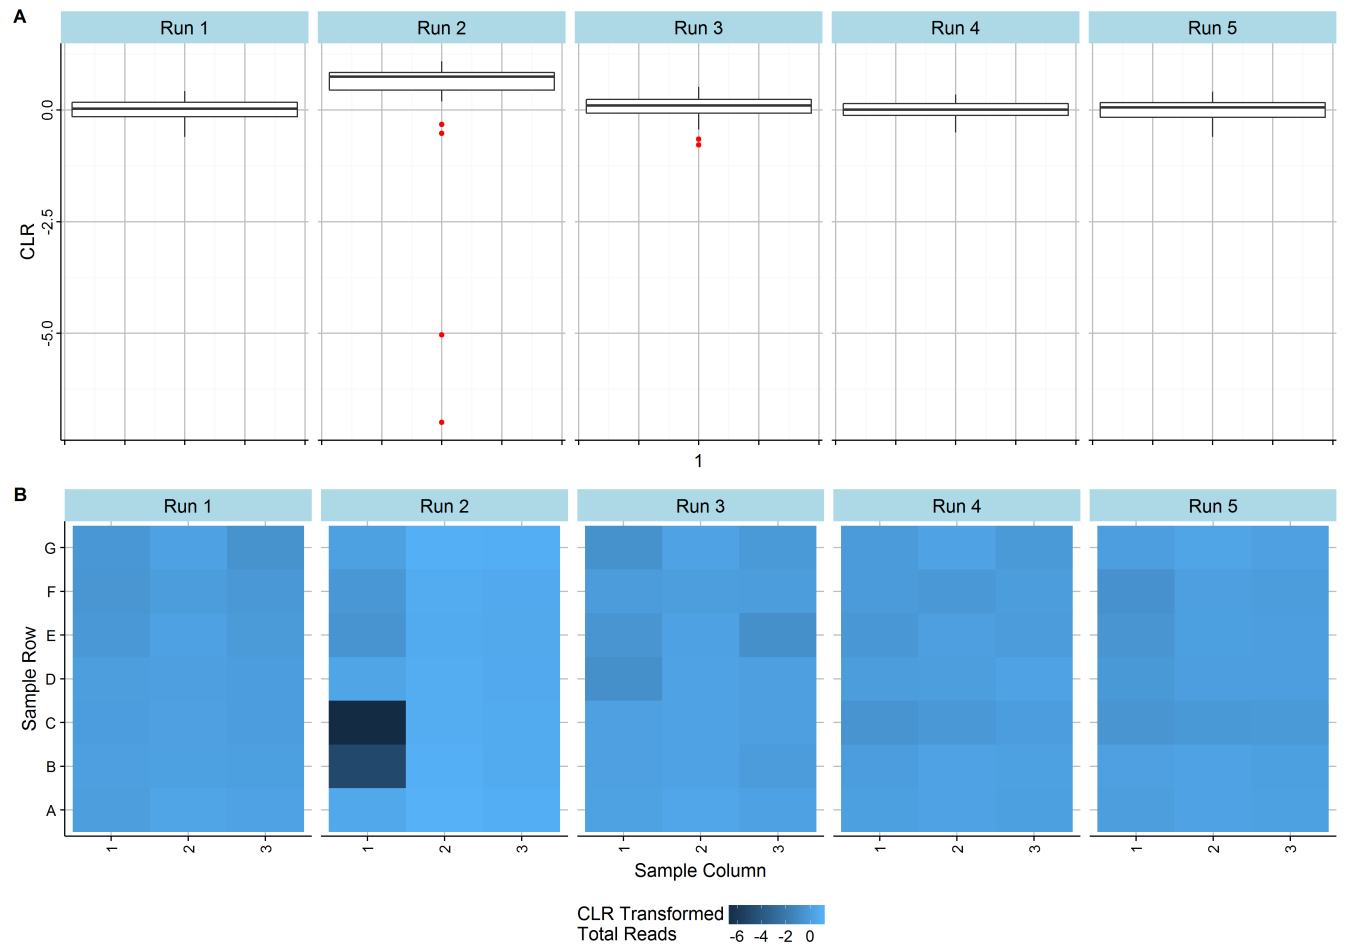 A
Run 1 Run 2 Run 3 Run 4 Run 5
0.0
-2.5
-5.0
CLR
1
B
Run 1 Run 2 Run 3 Run 4 Run 5
G
F
E
D
C
B
A
Sample Row
1 2 3 1 2 3 1 2 3 1 2 3 1 2 3
Sample Column
CLR Transformed
Total Reads
-6 -4 -2 0